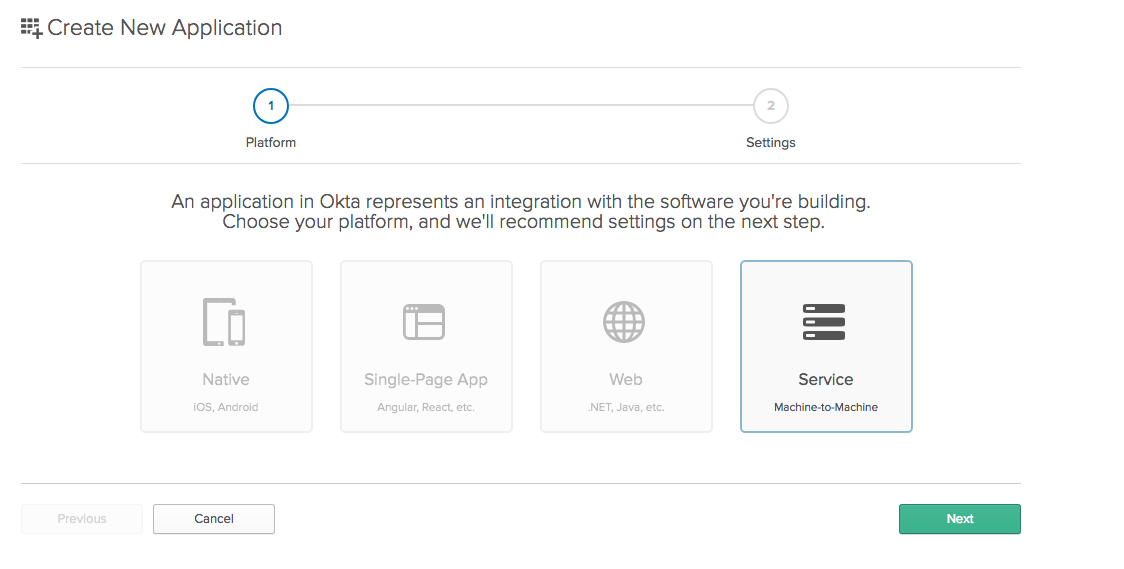 Create New Application
1
2
Platform
Settings
An application in Okta represents an integration with the software you're building.
Choose your platform, and we'll recommend settings on the next step.
Native
iOS, Android
Single-Page App
Angular, React, etc.
Web
.NET, Java, etc.
Service
Machine-to-Machine
Previous
Cancel
Next